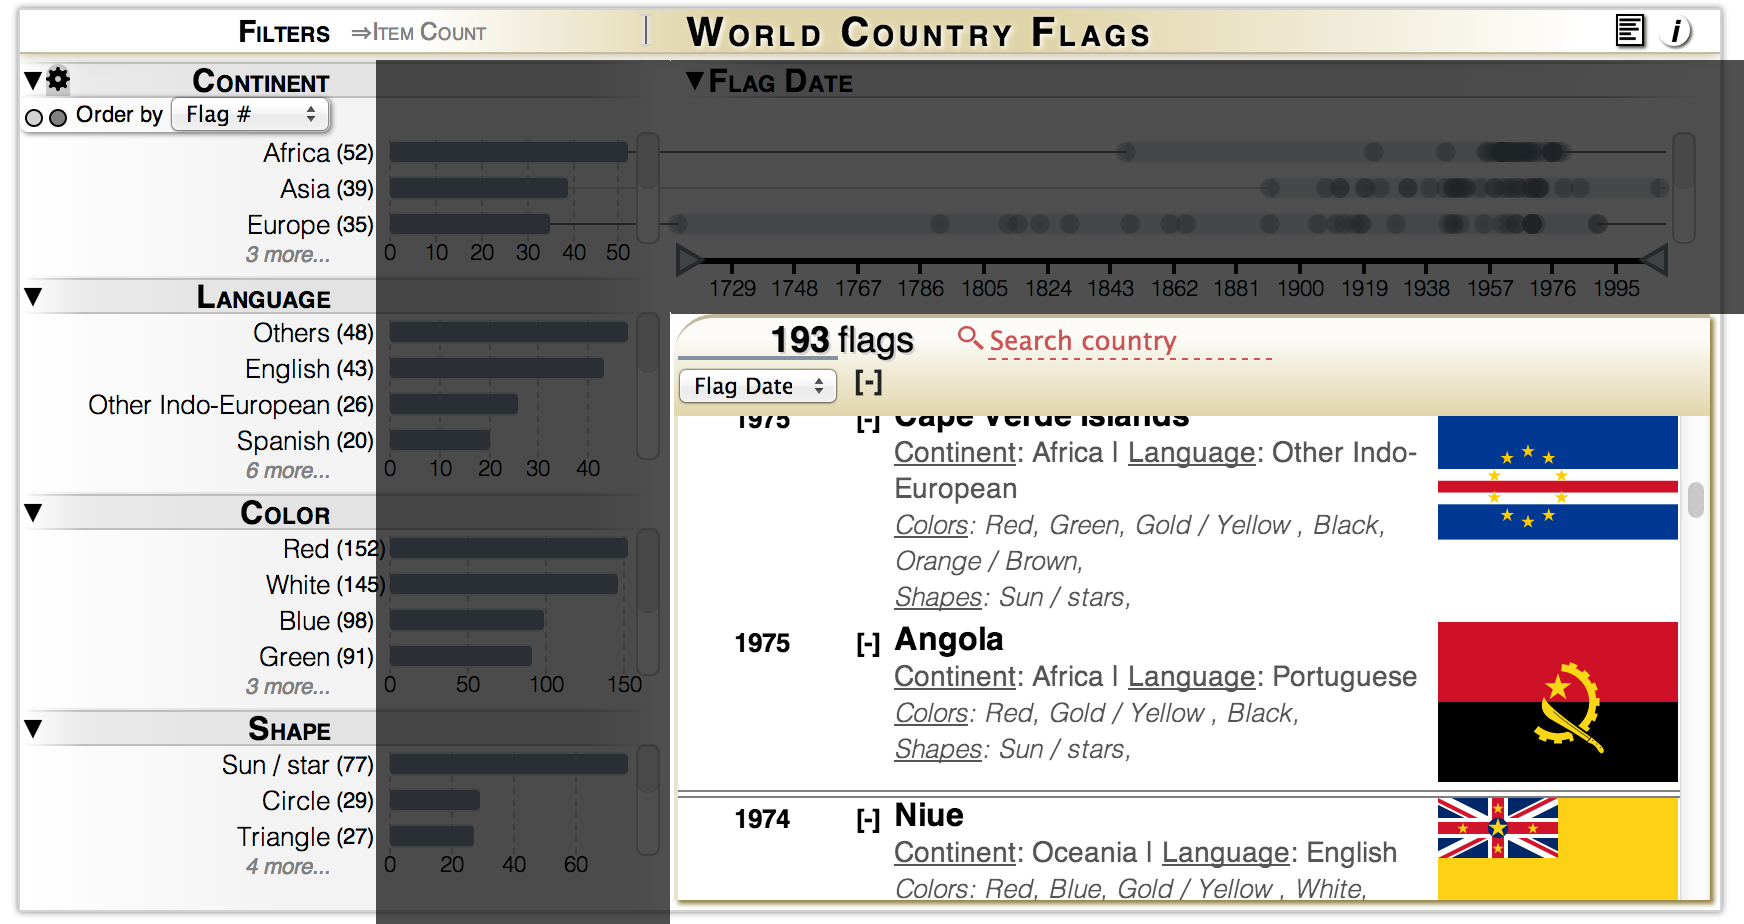 FILTERS ⇒ITEM COUNT
WORLD COUNTRY FLAGS
i
CONTINENT
Order by Flag #
Africa (52)
Asia (39)
Europe (35)
3 more...
0 10 20 30 40 50
FLAG DATE
1729 1748 1767 1786 1805 1824 1843 1862 1881 1900 1919 1938 1957 1976 1995
LANGUAGE
Others (48)
English (43)
Other Indo-European (26)
Spanish (20)
6 more...
0 10 20 30 40
COLOR
Red (152)
White (145)
Blue (98)
Green (91)
3 more...
0 50 100 150
SHAPE
Sun / star (77)
Circle (29)
Triangle (27)
4 more...
0 20 40 60
193 flags
Search country
Flag Date [-]
1975 [-] Cape Verde Islands
Continent: Africa | Language: Other Indo-
European
Colors: Red, Green, Gold / Yellow , Black,
Orange / Brown,
Shapes: Sun / stars,
1975 [-] Angola
Continent: Africa | Language: Portuguese
Colors: Red, Gold / Yellow , Black,
Shapes: Sun / stars,
1974 [-] Niue
Continent: Oceania | Language: English
Colors: Red, Blue, Gold / Yellow , White,